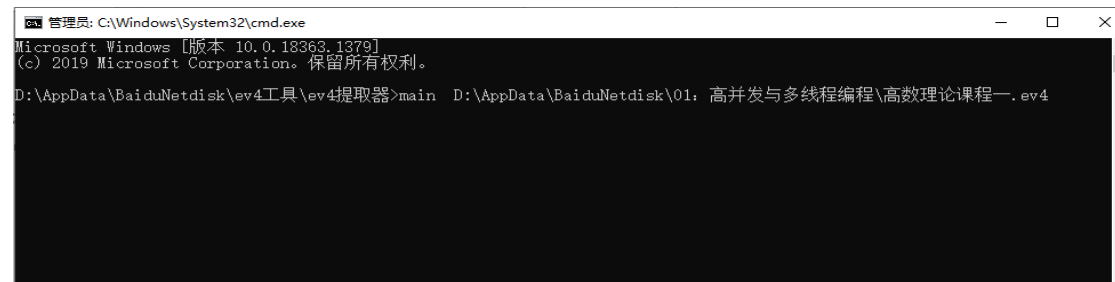 管理员: C:\Windows\System32\cmd.exe
Microsoft Windows [版本 10.0.18363.1379]
(c) 2019 Microsoft Corporation。保留所有权利。
D:\AppData\BaiduNetdisk\ev4工具\ev4提取器>main  D:\AppData\BaiduNetdisk\01：高并发与多线程编程\高数理论课程一.ev4